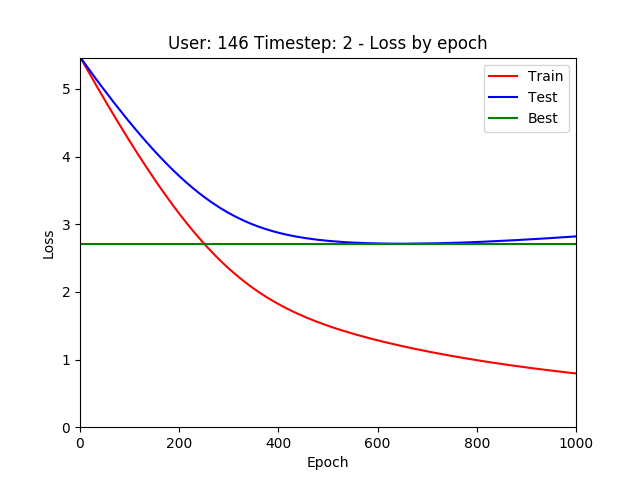 User: 146 Timestep: 2 - Loss by epoch
Train
Test
Best
5
4
3
2
1
0
Loss
0 200 400 600 800 1000
Epoch